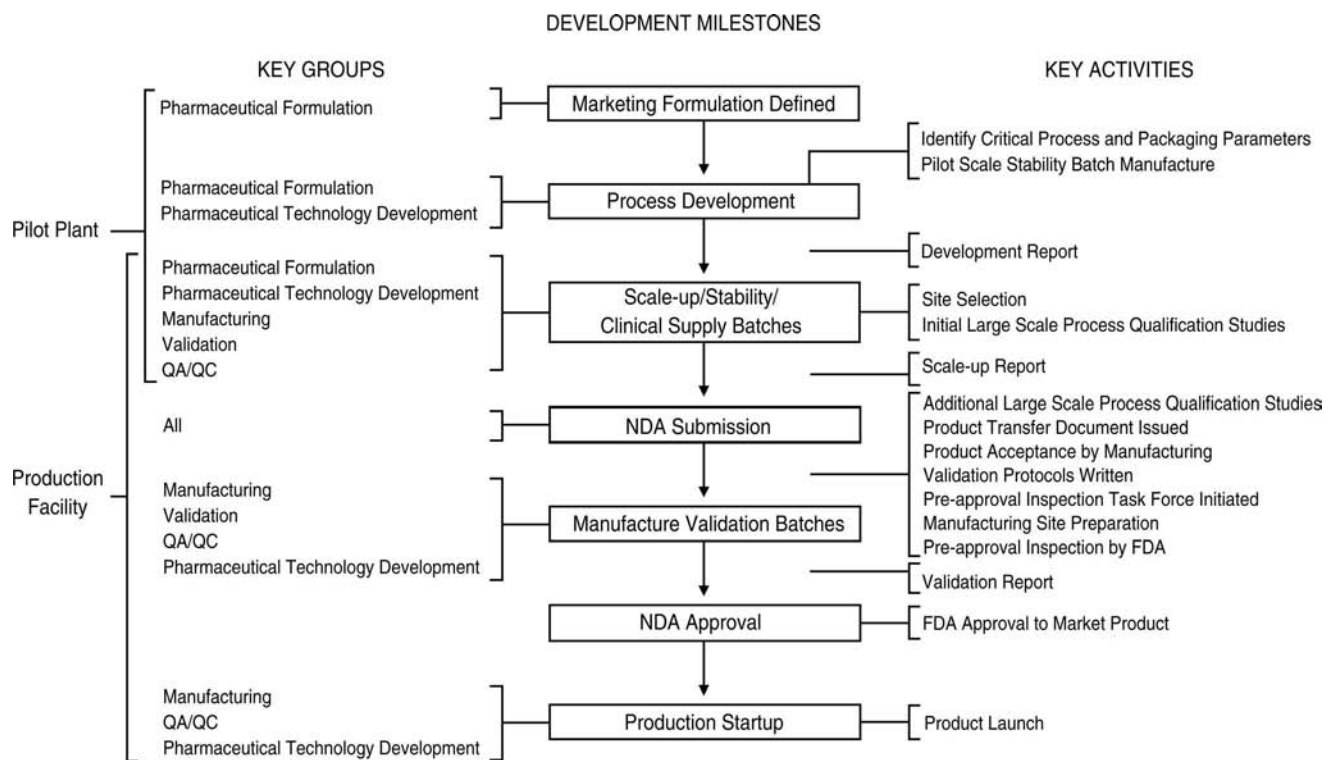 DEVELOPMENT MILESTONES
KEY GROUPS
KEY ACTIVITIES
Pharmaceutical Formulation
Marketing Formulation Defined
Identify Critical Process and Packaging Parameters
Pilot Scale Stability Batch Manufacture
Pharmaceutical Formulation
Pharmaceutical Technology Development
Process Development
Pilot Plant
Development Report
Pharmaceutical Formulation
Pharmaceutical Technology Development
Manufacturing
Validation
QA/QC
Scale-up/Stability/
Clinical Supply Batches
Site Selection
Initial Large Scale Process Qualification Studies
Scale-up Report
All
NDA Submission
Additional Large Scale Process Qualification Studies
Product Transfer Document Issued
Product Acceptance by Manufacturing
Validation Protocols Written
Pre-approval Inspection Task Force Initiated
Manufacturing Site Preparation
Pre-approval Inspection by FDA
Production
Facility
Manufacturing
Validation
QA/QC
Pharmaceutical Technology Development
Manufacture Validation Batches
Validation Report
NDA Approval
FDA Approval to Market Product
Manufacturing
QA/QC
Pharmaceutical Technology Development
Production Startup
Product Launch